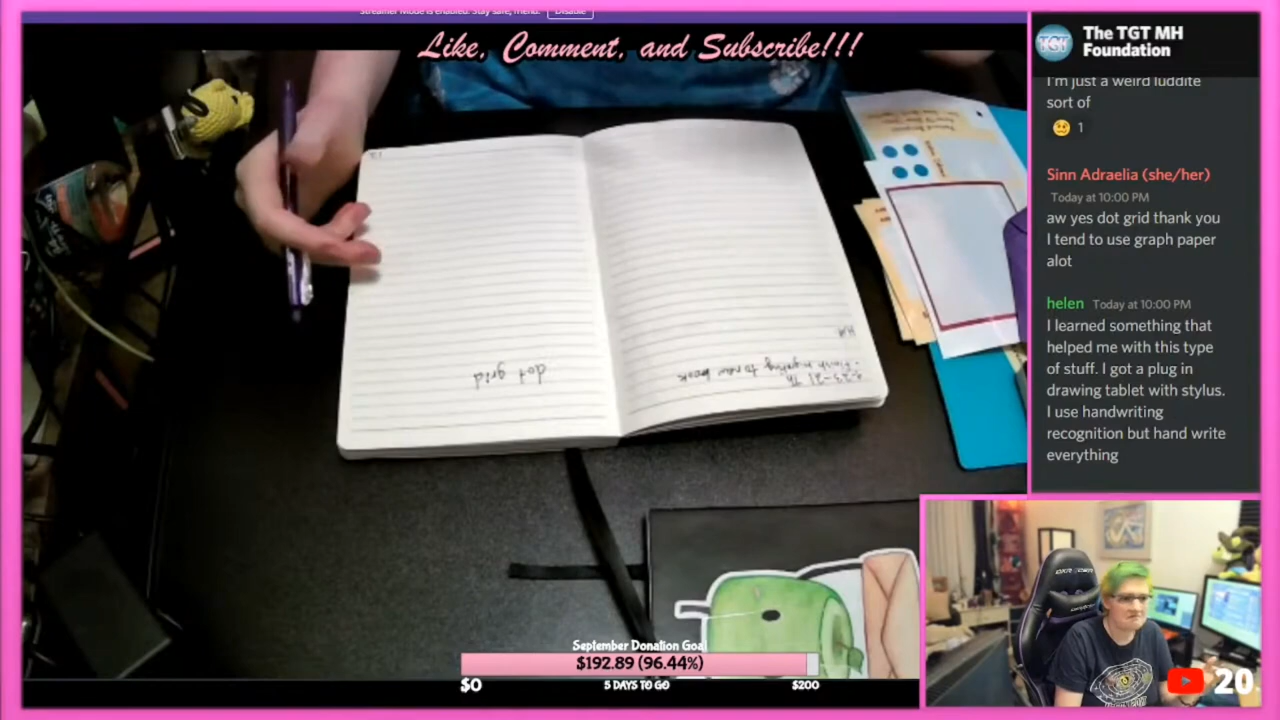 Streamer Mode is enabled. Stay safe, friend. Disable
Like, Comment, and Subscribe!!!
The TGT MH
Foundation
TGT
I'm just a weird luddite
sort of
1
Sinn Adraelia (she/her)
Today at 10:00 PM
aw yes dot grid thank you
I tend to use graph paper
alot
helen Today at 10:00 PM
I learned something that
helped me with this type
of stuff. I got a plug in
drawing tablet with stylus.
I use handwriting
recognition but hand write
everything
dot grid
to new book
September Donation Goal
$192.89 (96.44%)
$0
5 DAYS TO GO
$200
20